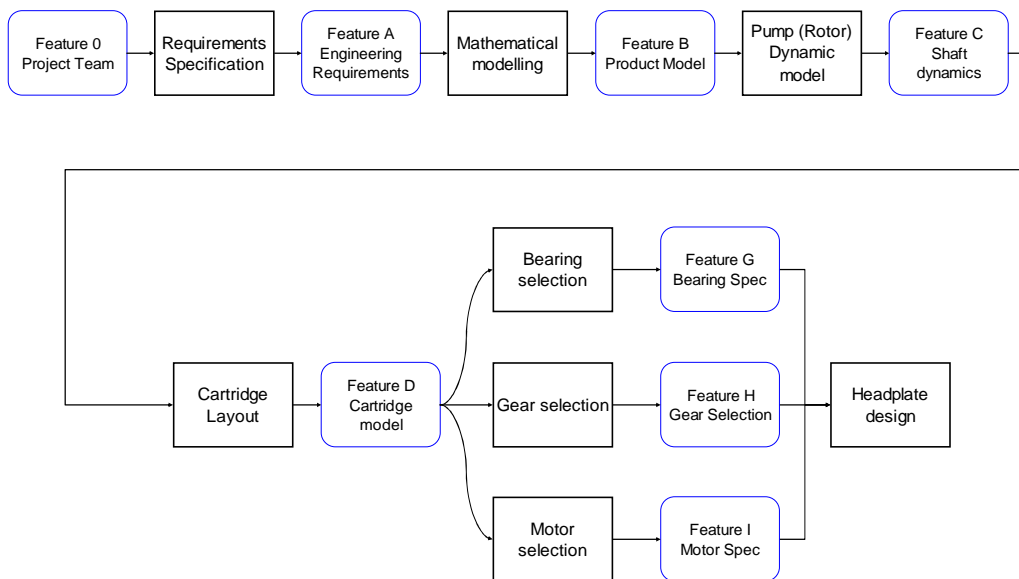 Feature 0
Project Team
Requirements
Specification
Feature A
Engineering
Requirements
Mathematical
modelling
Feature B
Product Model
Pump (Rotor)
Dynamic
model
Feature C
Shaft
dynamics
Bearing
selection
Feature G
Bearing Spec
Cartridge
Layout
Feature D
Cartridge
model
Gear selection
Feature H
Gear Selection
Headplate
design
Motor
selection
Feature I
Motor Spec